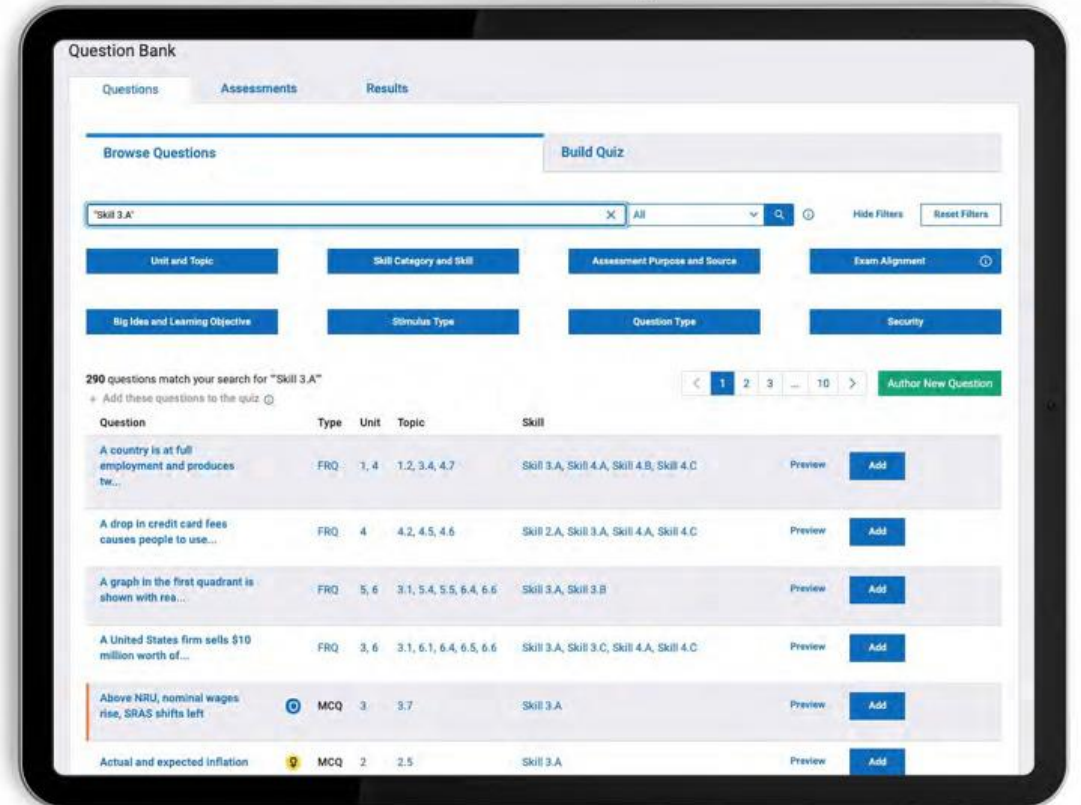 Question Bank
Questions Assessments Results
Browse Questions Build Quiz
"Skill 3.A" All Hide Filters Reset Filters
Unit and Topic Skill Category and Skill Assessment Purpose and Source Exam Alignment
Big Idea and Learning Objective Stimulus Type Question Type Security
290 questions match your search for ""Skill 3.A""
< 1 2 3 ... 10 > Author New Question
+ Add these questions to the quiz
Question Type Unit Topic Skill
A country is at full
employment and produces
tw...
FRQ 1, 4 1.2, 3.4, 4.7 Skill 3.A, Skill 4.A, Skill 4.B, Skill 4.C Preview Add
A drop in credit card fees
causes people to use...
FRQ 4 4.2, 4.5, 4.6 Skill 2.A, Skill 3.A, Skill 4.A, Skill 4.C Preview Add
A graph in the first quadrant is
shown with rea...
FRQ 5, 6 3.1, 5.4, 5.5, 6.4, 6.6 Skill 3.A, Skill 3.B Preview Add
A United States firm sells $10
million worth of...
FRQ 3, 6 3.1, 6.1, 6.4, 6.5, 6.6 Skill 3.A, Skill 3.C, Skill 4.A, Skill 4.C Preview Add
Above NRU, nominal wages
rise, SRAS shifts left
MCQ 3 3.7 Skill 3.A Preview Add
Actual and expected inflation MCQ 2 2.5 Skill 3.A Preview Add